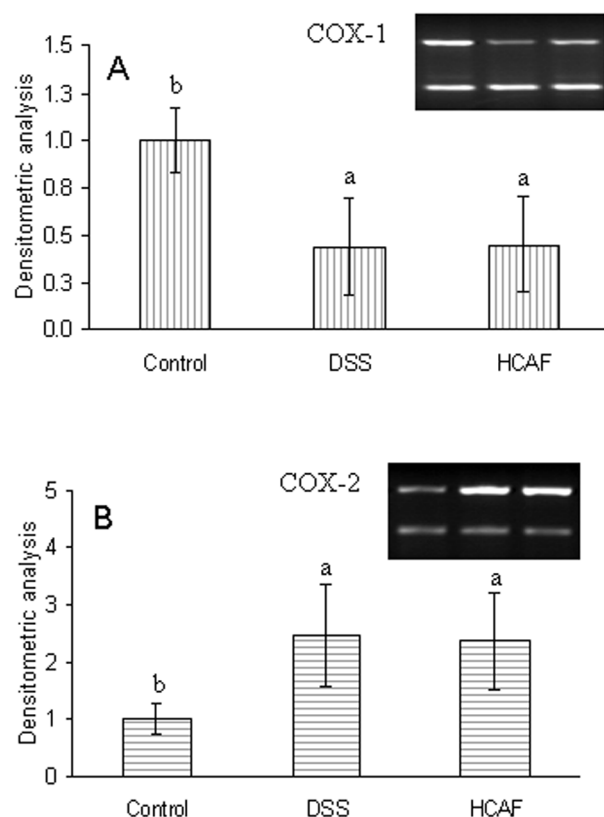 COX-1
A
Densitometric analysis
1.5
1.3
1.0
0.8
0.5
0.3
0.0
b
a
a
Control DSS HCAF
COX-2
B
Densitometric analysis
5
4
3
2
1
0
b
a
a
Control DSS HCAF